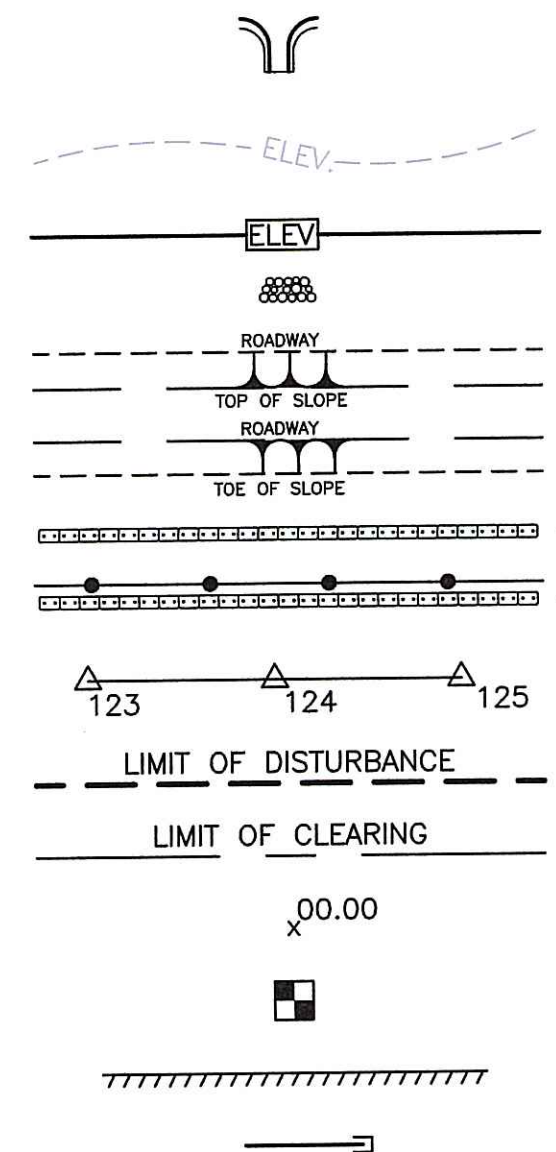 ELEV.
ELEV
ROADWAY
TOP OF SLOPE
ROADWAY
TOE OF SLOPE
123 124 125
LIMIT OF DISTURBANCE
LIMIT OF CLEARING
x00.00